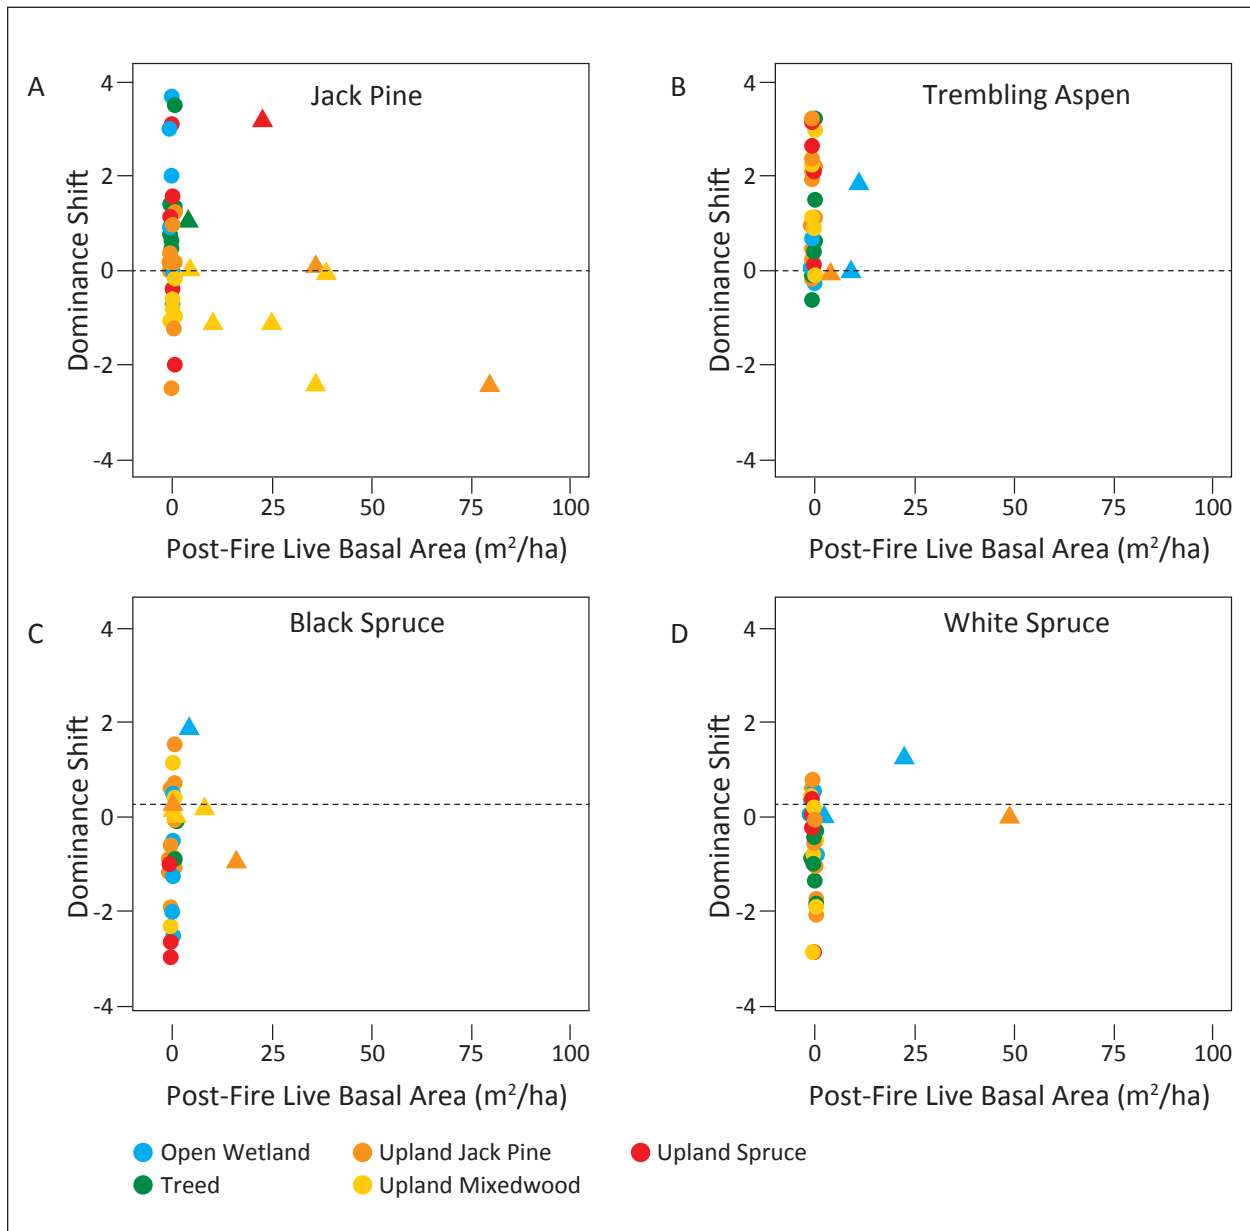 A
Jack Pine
Dominance Shift
4
2
0
-2
-4
0 25 50 75 100
Post-Fire Live Basal Area (m²/ha)
B
Trembling Aspen
Dominance Shift
4
2
0
-2
-4
0 25 50 75 100
Post-Fire Live Basal Area (m²/ha)
C
Black Spruce
Dominance Shift
4
2
0
-2
-4
0 25 50 75 100
Post-Fire Live Basal Area (m²/ha)
D
White Spruce
Dominance Shift
4
2
0
-2
-4
0 25 50 75 100
Post-Fire Live Basal Area (m²/ha)
Open Wetland Upland Jack Pine Upland Spruce
Treed Upland Mixedwood